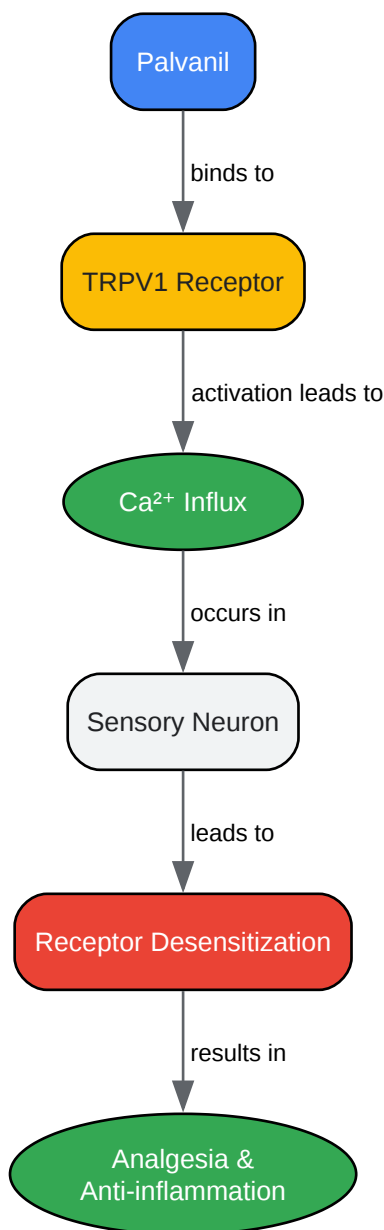 Palvanil
binds to
TRPV1 Receptor
activation leads to
Ca²⁺ Influx
occurs in
Sensory Neuron
leads to
Receptor Desensitization
results in
Analgesia &
Anti-inflammation